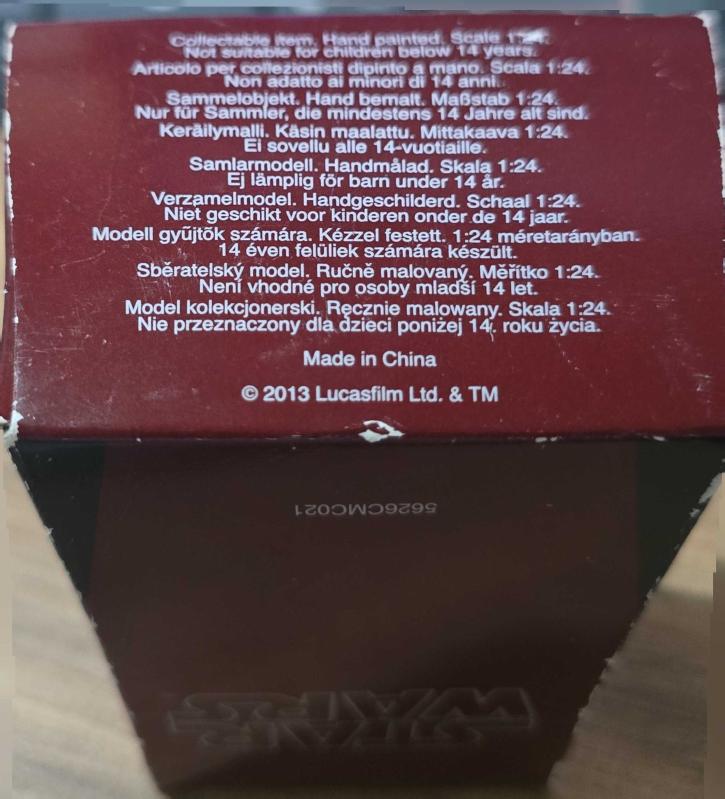 Collectable item. Hand painted. Scale 1:24.
Not suitable for children below 14 years.
Articolo per collezionisti dipinto a mano. Scala 1:24.
Non adatto ai minori di 14 anni.
Sammelobjekt. Hand bemalt. Maßstab 1:24.
Nur für Sammler, die mindestens 14 Jahre alt sind.
Keräilymalli. Käsin maalattu. Mittakaava 1:24.
Ei sovellu alle 14-vuotiaille.
Samlarmodell. Handmålad. Skala 1:24.
Ej lämplig för barn under 14 år.
Verzamelmodel. Handgeschilderd. Schaal 1:24.
Niet geschikt voor kinderen onder de 14 jaar.
Modell gyűjtők számára. Kézzel festett. 1:24 méretarányban.
14 éven felüliek számára készült.
Sběratelský model. Ručně malovaný. Měřítko 1:24.
Není vhodné pro osoby mladší 14 let.
Model kolekcjonerski. Ręcznie malowany. Skala 1:24.
Nie przeznaczony dla dzieci poniżej 14. roku życia.
Made in China
© 2013 Lucasfilm Ltd. & TM
5626CMC021
STAR
WARS